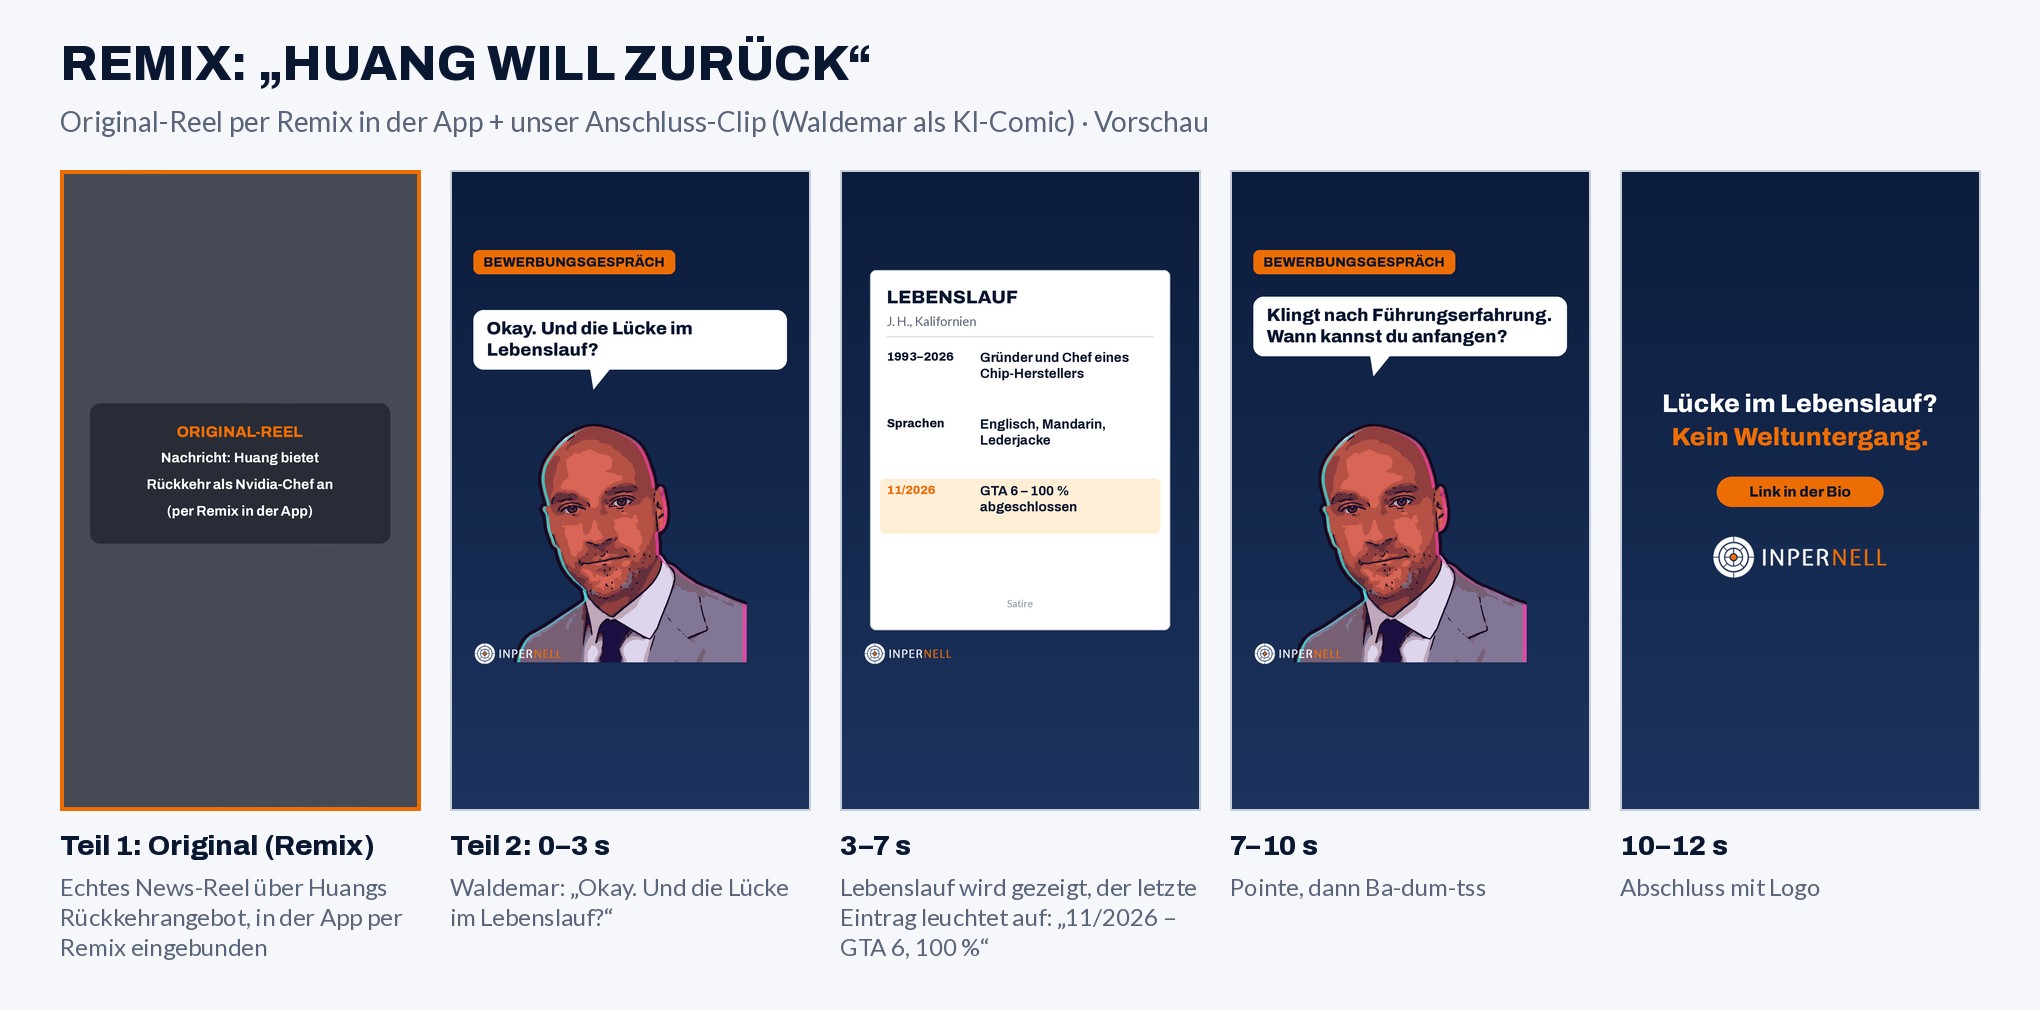 REMIX: „HUANG WILL ZURÜCK“
Original-Reel per Remix in der App + unser Anschluss-Clip (Waldemar als KI-Comic) · Vorschau
ORIGINAL-REEL
Nachricht: Huang bietet
Rückkehr als Nvidia-Chef an
(per Remix in der App)
Teil 1: Original (Remix)
Echtes News-Reel über Huangs
Rückkehrangebot, in der App per
Remix eingebunden
BEWERBUNGSGESPRÄCH
Okay. Und die Lücke im
Lebenslauf?
INPERNELL
Teil 2: 0–3 s
Waldemar: „Okay. Und die Lücke
im Lebenslauf?“
LEBENSLAUF
J. H., Kalifornien
1993–2026 Gründer und Chef eines
Chip-Herstellers
Sprachen Englisch, Mandarin,
Lederjacke
11/2026 GTA 6 – 100 %
abgeschlossen
Satire
INPERNELL
3–7 s
Lebenslauf wird gezeigt, der letzte
Eintrag leuchtet auf: „11/2026 –
GTA 6, 100 %“
BEWERBUNGSGESPRÄCH
Klingt nach Führungserfahrung.
Wann kannst du anfangen?
INPERNELL
7–10 s
Pointe, dann Ba-dum-tss
Lücke im Lebenslauf?
Kein Weltuntergang.
Link in der Bio
INPERNELL
10–12 s
Abschluss mit Logo